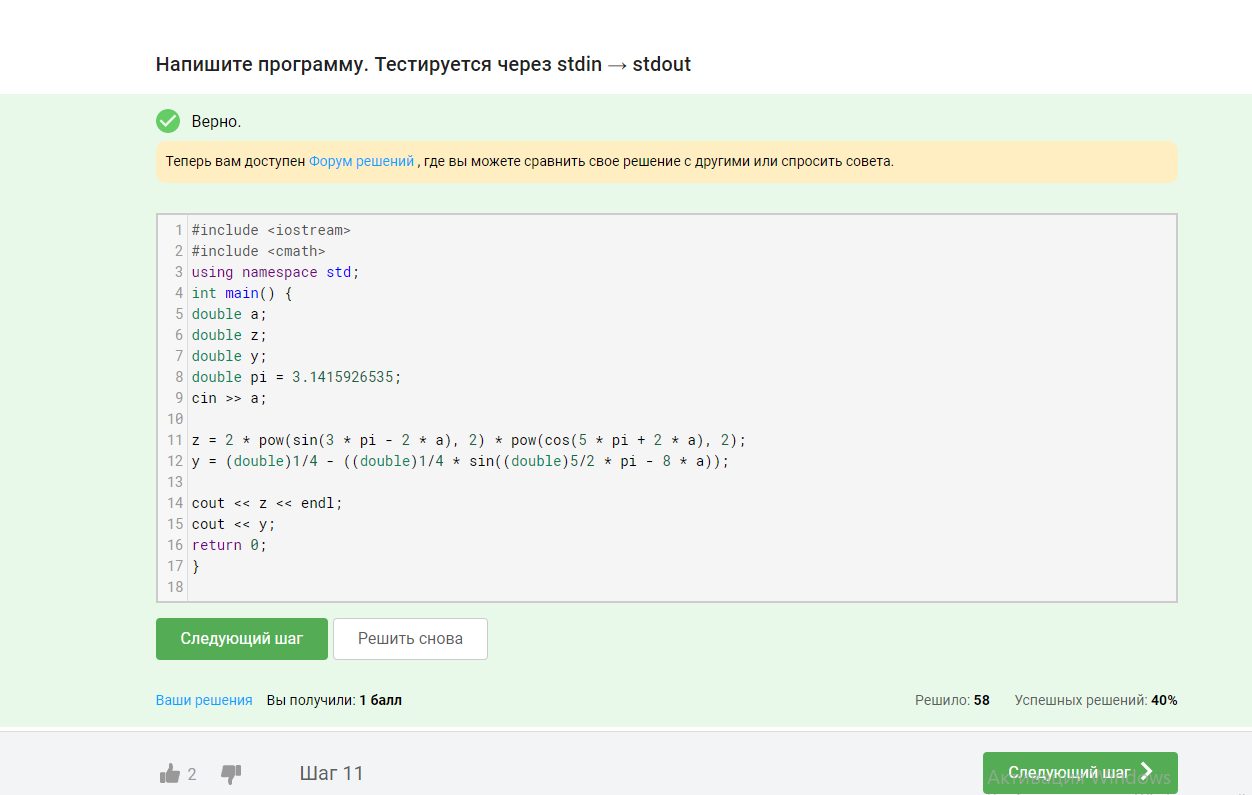 Напишите программу. Тестируется через stdin → stdout
Верно.
Теперь вам доступен Форум решений , где вы можете сравнить свое решение с другими или спросить совета.
1 #include <iostream>
2 #include <cmath>
3 using namespace std;
4 int main() {
5 double a;
6 double z;
7 double y;
8 double pi = 3.1415926535;
9 cin >> a;
10
11 z = 2 * pow(sin(3 * pi - 2 * a), 2) * pow(cos(5 * pi + 2 * a), 2);
12 y = (double)1/4 - ((double)1/4 * sin((double)5/2 * pi - 8 * a));
13
14 cout << z << endl;
15 cout << y;
16 return 0;
17 }
18
Следующий шаг Решить снова
Ваши решения Вы получили: 1 балл Решило: 58 Успешных решений: 40%
2 Шаг 11 Следующий шаг
Активация Windows